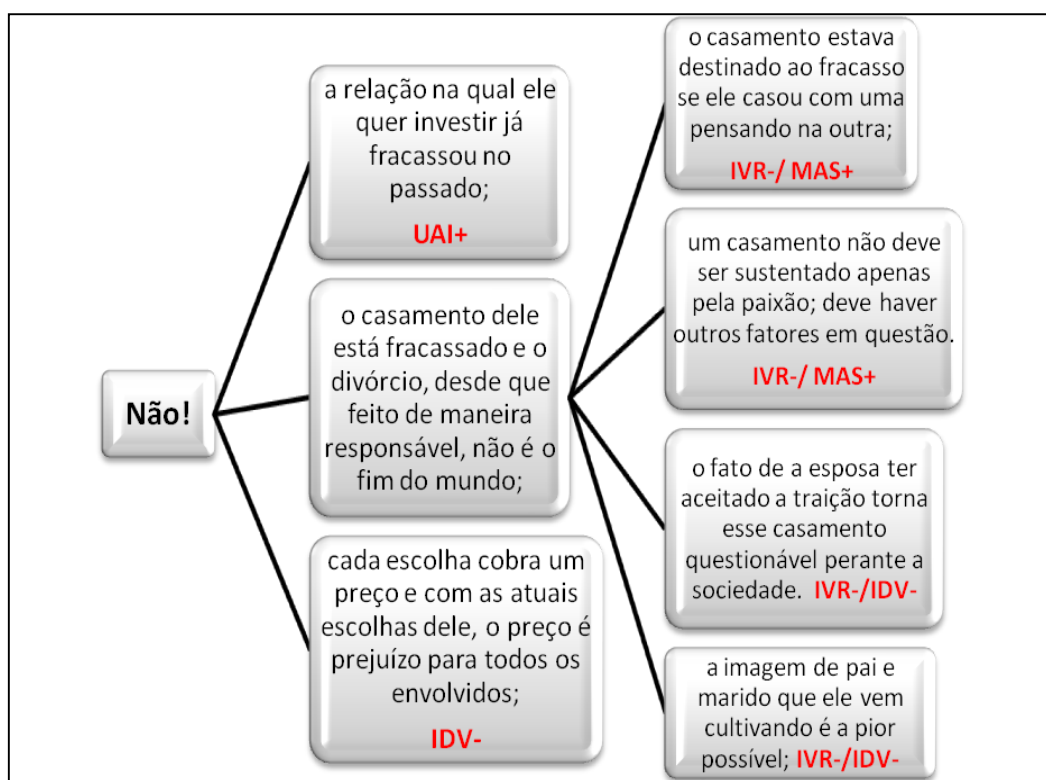 Não!
a relação na qual ele
quer investir já
fracassou no
passado;
UAI+
o casamento dele
está fracassado e o
divórcio, desde que
feito de maneira
responsável, não é o
fim do mundo;
cada escolha cobra um
preço e com as atuais
escolhas dele, o preço é
prejuízo para todos os
envolvidos;
IDV-
o casamento estava
destinado ao fracasso
se ele casou com uma
pensando na outra;
IVR-/ MAS+
um casamento não deve
ser sustentado apenas
pela paixão; deve haver
outros fatores em questão.
IVR-/ MAS+
o fato de a esposa ter
aceitado a traição torna
esse casamento
questionável perante a
sociedade. IVR-/IDV-
a imagem de pai e
marido que ele vem
cultivando é a pior
possível; IVR-/IDV-